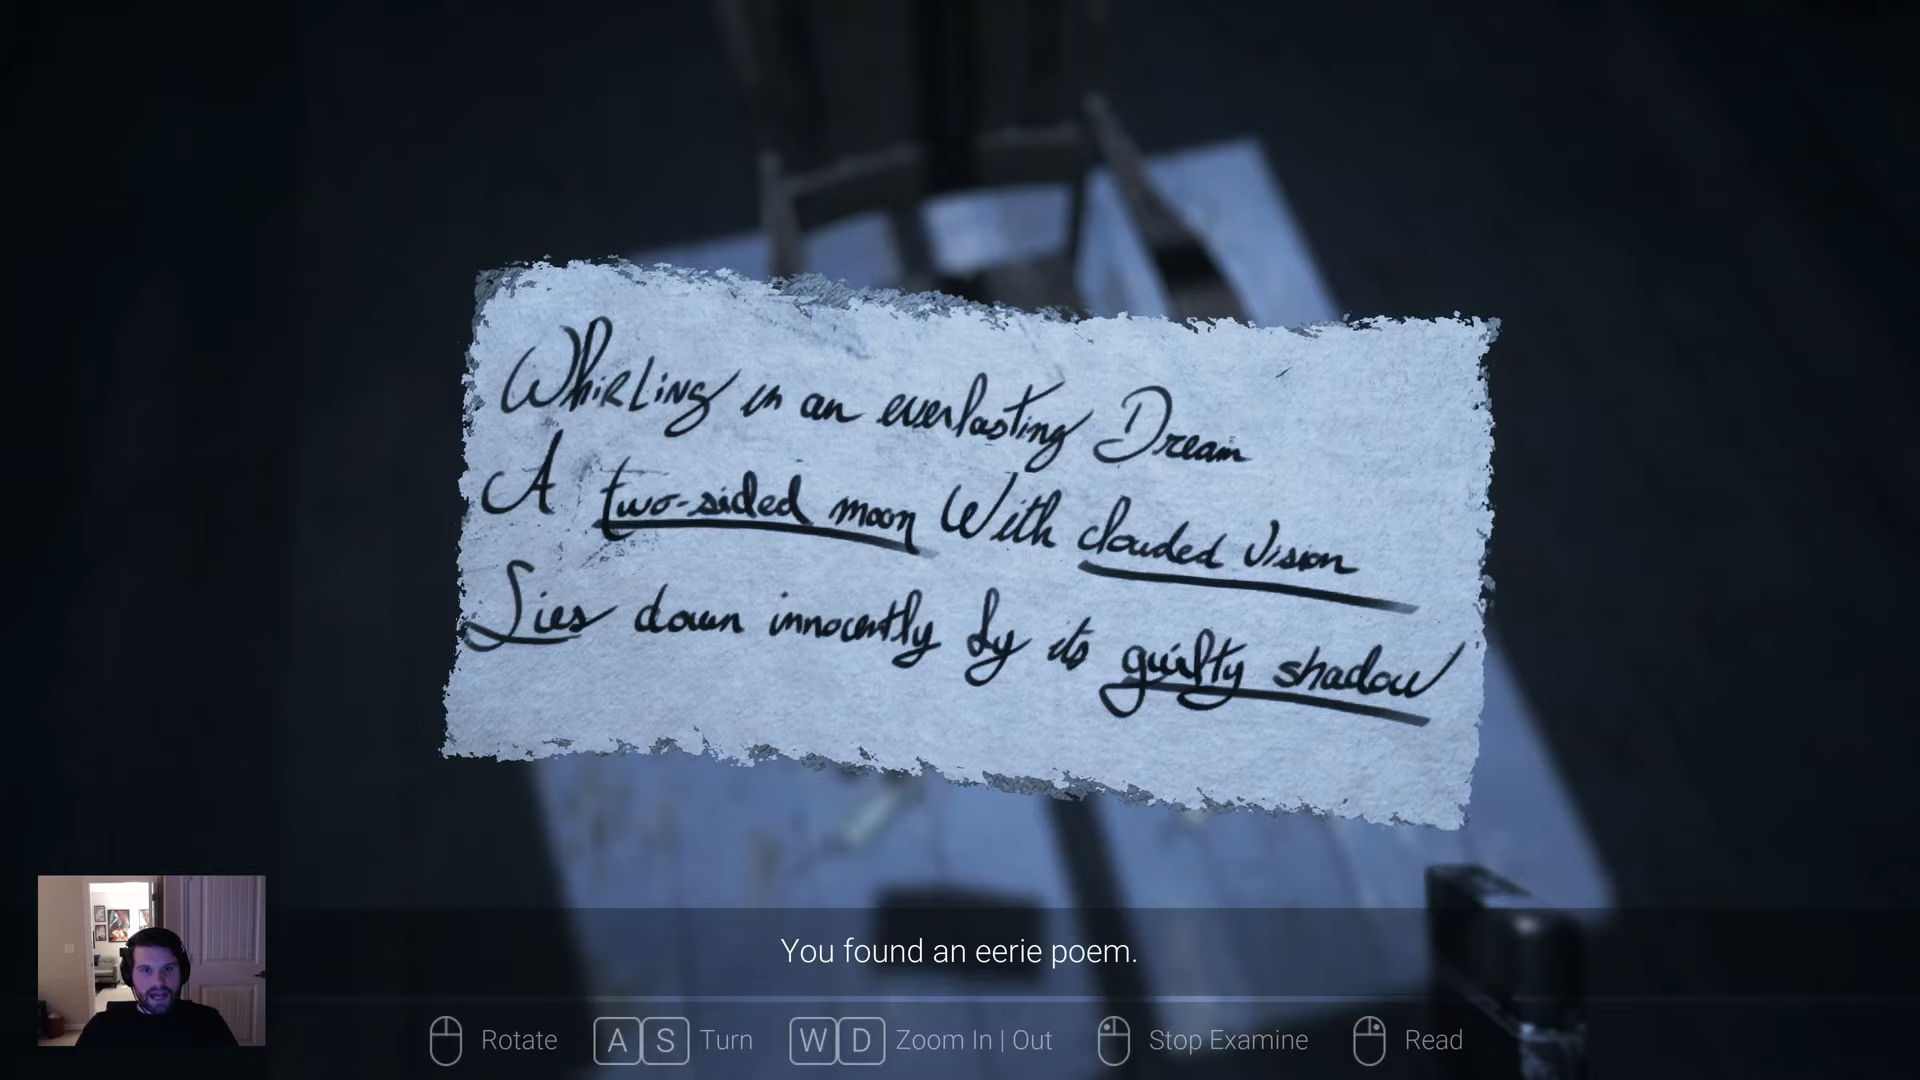 Whirling in an everlasting Dream
A two-sided moon With clouded vision
Lies down innocently by its guilty shadow
You found an eerie poem.
Rotate A S Turn W D Zoom In | Out Stop Examine Read